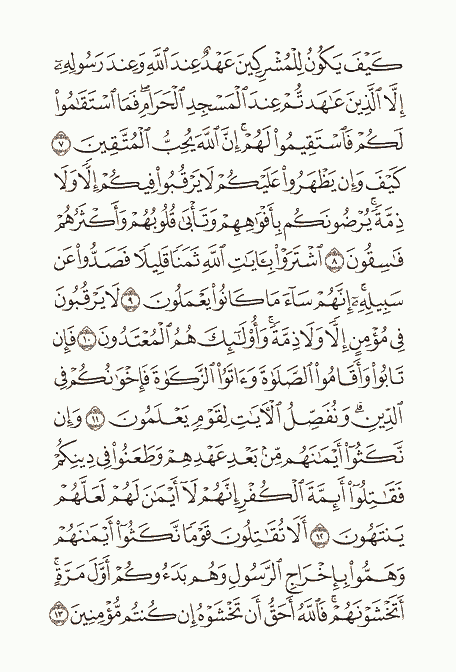 كَيْفَ يَكُونُ لِلْمُشْرِكِينَ عَهْدٌ عِندَ ٱللَّهِ وَعِندَ رَسُولِهِۦٓ
إِلَّا ٱلَّذِينَ عَٰهَدتُّمْ عِندَ ٱلْمَسْجِدِ ٱلْحَرَامِۖ فَمَا ٱسْتَقَٰمُوا۟
لَكُمْ فَٱسْتَقِيمُوا۟ لَهُمْۚ إِنَّ ٱللَّهَ يُحِبُّ ٱلْمُتَّقِينَ ٧
كَيْفَ وَإِن يَظْهَرُوا۟ عَلَيْكُمْ لَا يَرْقُبُوا۟ فِيكُمْ إِلًّا وَلَا
ذِمَّةًۚ يُرْضُونَكُم بِأَفْوَٰهِهِمْ وَتَأْبَىٰ قُلُوبُهُمْ وَأَكْثَرُهُمْ
فَٰسِقُونَ ٨ ٱشْتَرَوْا۟ بِـَٔايَٰتِ ٱللَّهِ ثَمَنًا قَلِيلًا فَصَدُّوا۟ عَن
سَبِيلِهِۦٓۚ إِنَّهُمْ سَآءَ مَا كَانُوا۟ يَعْمَلُونَ ٩ لَا يَرْقُبُونَ
فِى مُؤْمِنٍ إِلًّا وَلَا ذِمَّةًۚ وَأُو۟لَٰٓئِكَ هُمُ ٱلْمُعْتَدُونَ ١٠ فَإِن
تَابُوا۟ وَأَقَامُوا۟ ٱلصَّلَوٰةَ وَءَاتَوُا۟ ٱلزَّكَوٰةَ فَإِخْوَٰنُكُمْ فِى
ٱلدِّينِۗ وَنُفَصِّلُ ٱلْـَٔايَٰتِ لِقَوْمٍ يَعْلَمُونَ ١١ وَإِن
نَّكَثُوٓا۟ أَيْمَٰنَهُم مِّنۢ بَعْدِ عَهْدِهِمْ وَطَعَنُوا۟ فِى دِينِكُمْ
فَقَٰتِلُوٓا۟ أَئِمَّةَ ٱلْكُفْرِۙ إِنَّهُمْ لَآ أَيْمَٰنَ لَهُمْ لَعَلَّهُمْ
يَنتَهُونَ ١٢ أَلَا تُقَٰتِلُونَ قَوْمًا نَّكَثُوٓا۟ أَيْمَٰنَهُمْ
وَهَمُّوا۟ بِإِخْرَاجِ ٱلرَّسُولِ وَهُم بَدَءُوكُمْ أَوَّلَ مَرَّةٍۚ
أَتَخْشَوْنَهُمْۚ فَٱللَّهُ أَحَقُّ أَن تَخْشَوْهُ إِن كُنتُم مُّؤْمِنِينَ ١٣